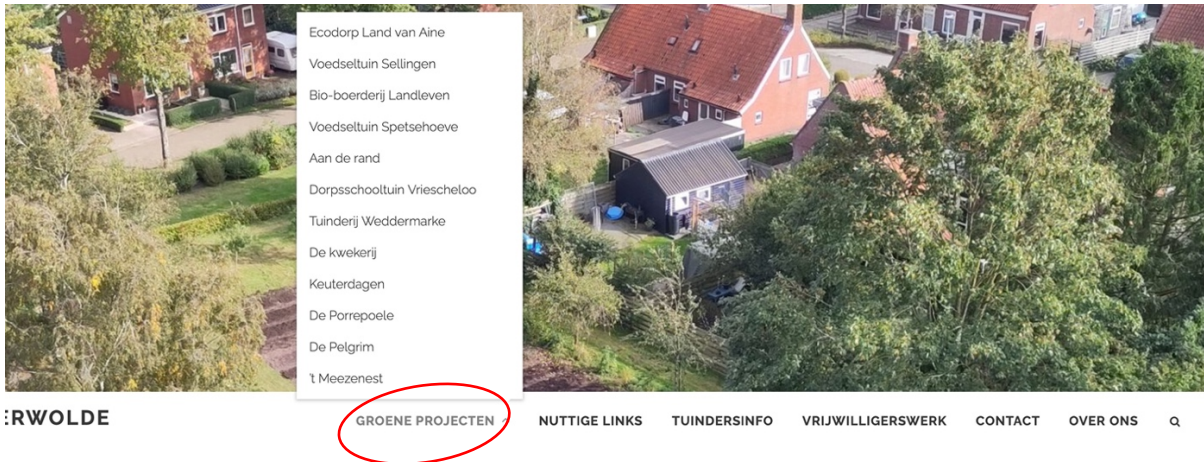 Ecodorp Land van Aine
Voedseltuin Sellingen
Bio-boerderij Landleven
Voedseltuin Spetsehoeve
Aan de rand
Dorpsschooltuin Vriescheloo
Tuinderij Weddermarke
De kwekerij
Keuterdagen
De Porrepoele
De Pelgrim
't Meezenest
ERWOLDE GROENE PROJECTEN NUTTIGE LINKS TUINDERSINFO VRIJWILLIGERSWERK CONTACT OVER ONS